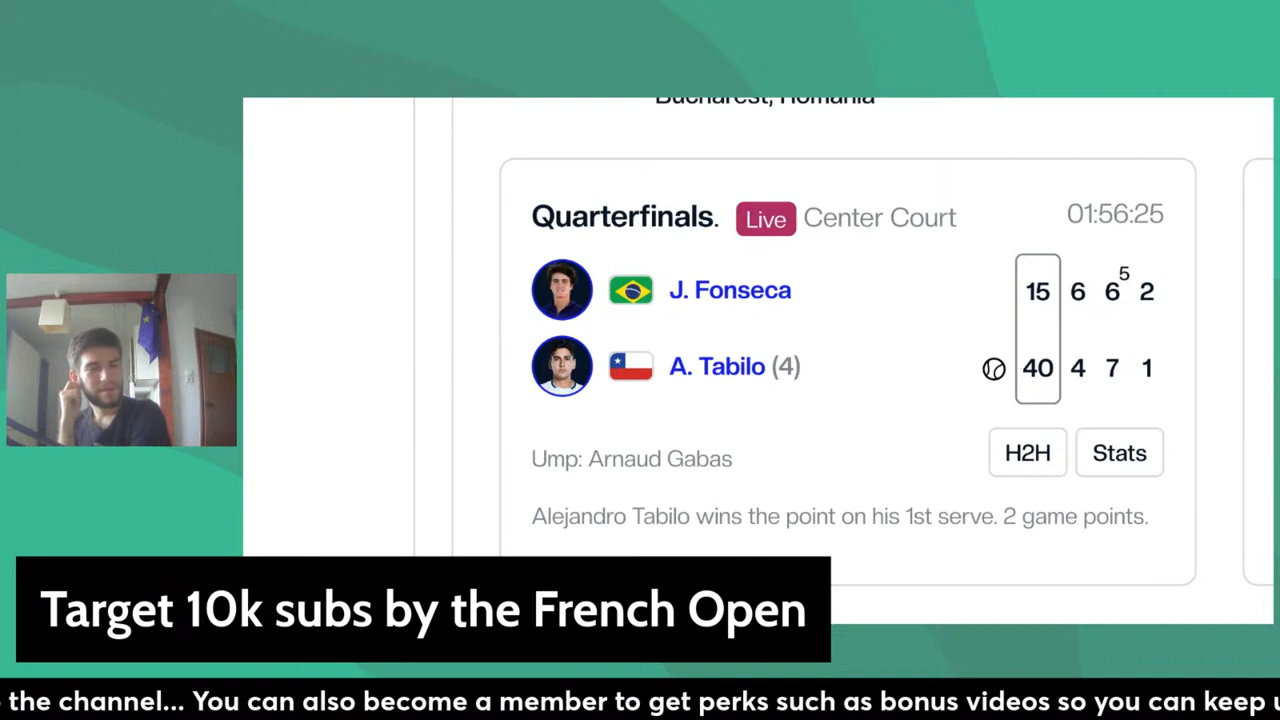 Bucharest, Romania
Quarterfinals. Live Center Court 01:56:25
J. Fonseca 15 6 6 5 2
A. Tabilo (4) 40 4 7 1
H2H Stats
Ump: Arnaud Gabas
Alejandro Tabilo wins the point on his 1st serve. 2 game points.
Target 10k subs by the French Open
the channel... You can also become a member to get perks such as bonus videos so you can keep